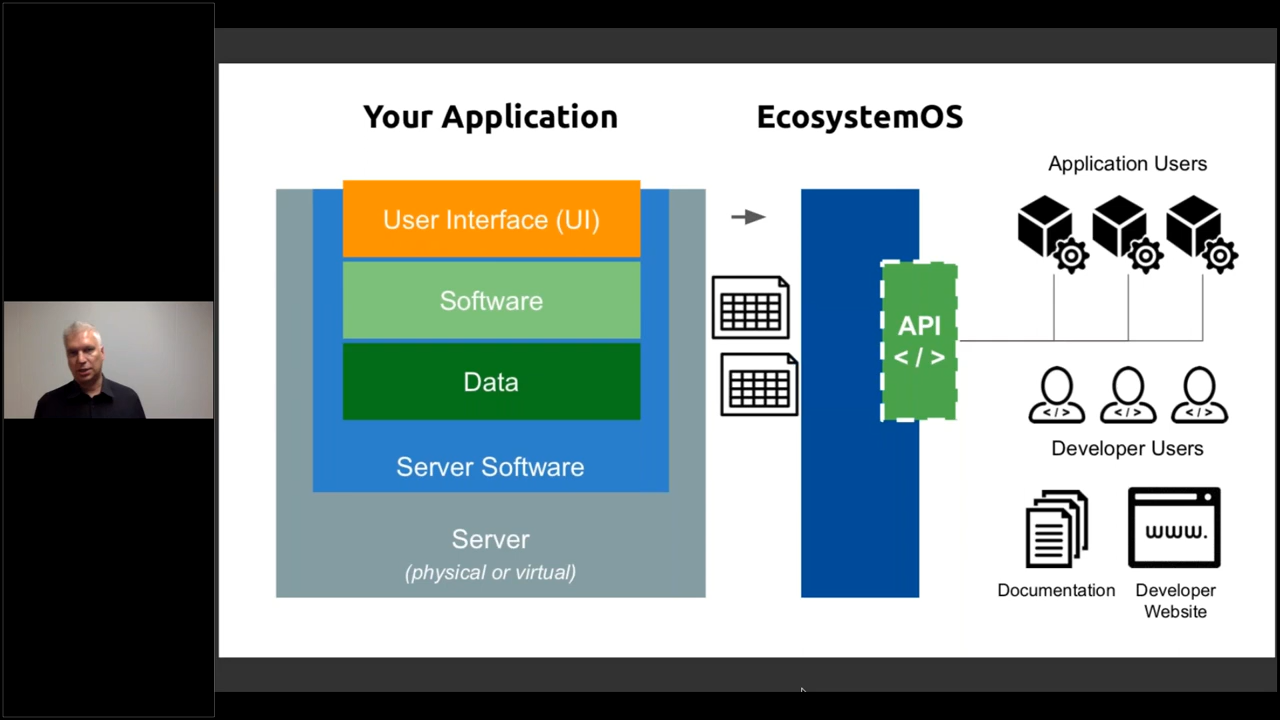 Your Application
EcosystemOS
Application Users
User Interface (UI)
Software
Data
Server Software
Server
(physical or virtual)
API
</>
</>
</>
</>
Developer Users
www.
Documentation
Developer
Website